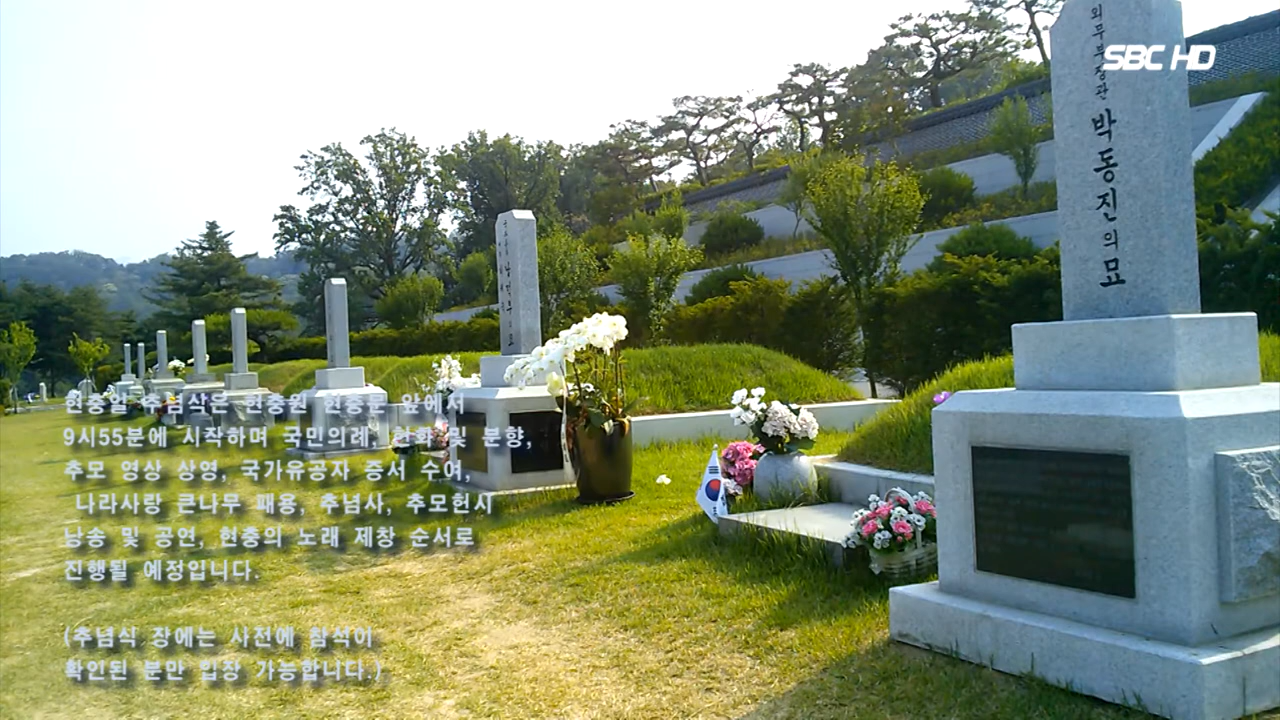 SBC HD
외무부장관 박동진의묘
현충일 추념식은 현충원 현충문 앞에서
9시55분에 시작하며 국민의례, 헌화 및 분향,
추모 영상 상영, 국가유공자 증서 수여,
나라사랑 큰나무 패용, 추념사, 추모헌시
낭송 및 공연, 현충의 노래 제창 순서로
진행될 예정입니다.
(추념식 장에는 사전에 참석이
확인된 분만 입장 가능합니다.)